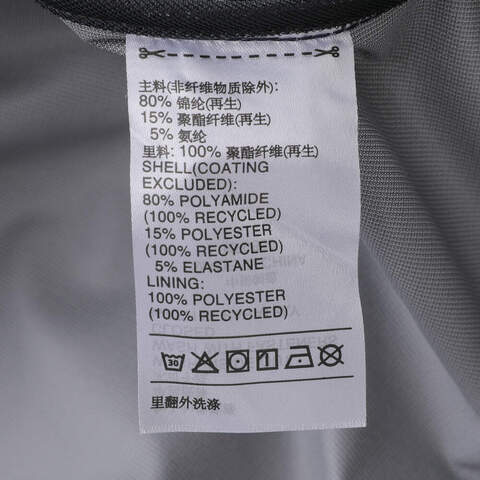 主料(非纤维物质除外):
80% 锦纶(再生)
15% 聚酯纤维(再生)
5% 氨纶
里料: 100% 聚酯纤维(再生)
SHELL(COATING
EXCLUDED):
80% POLYAMIDE
(100% RECYCLED)
15% POLYESTER
(100% RECYCLED)
5% ELASTANE
LINING:
100% POLYESTER
(100% RECYCLED)
30
里翻外洗涤